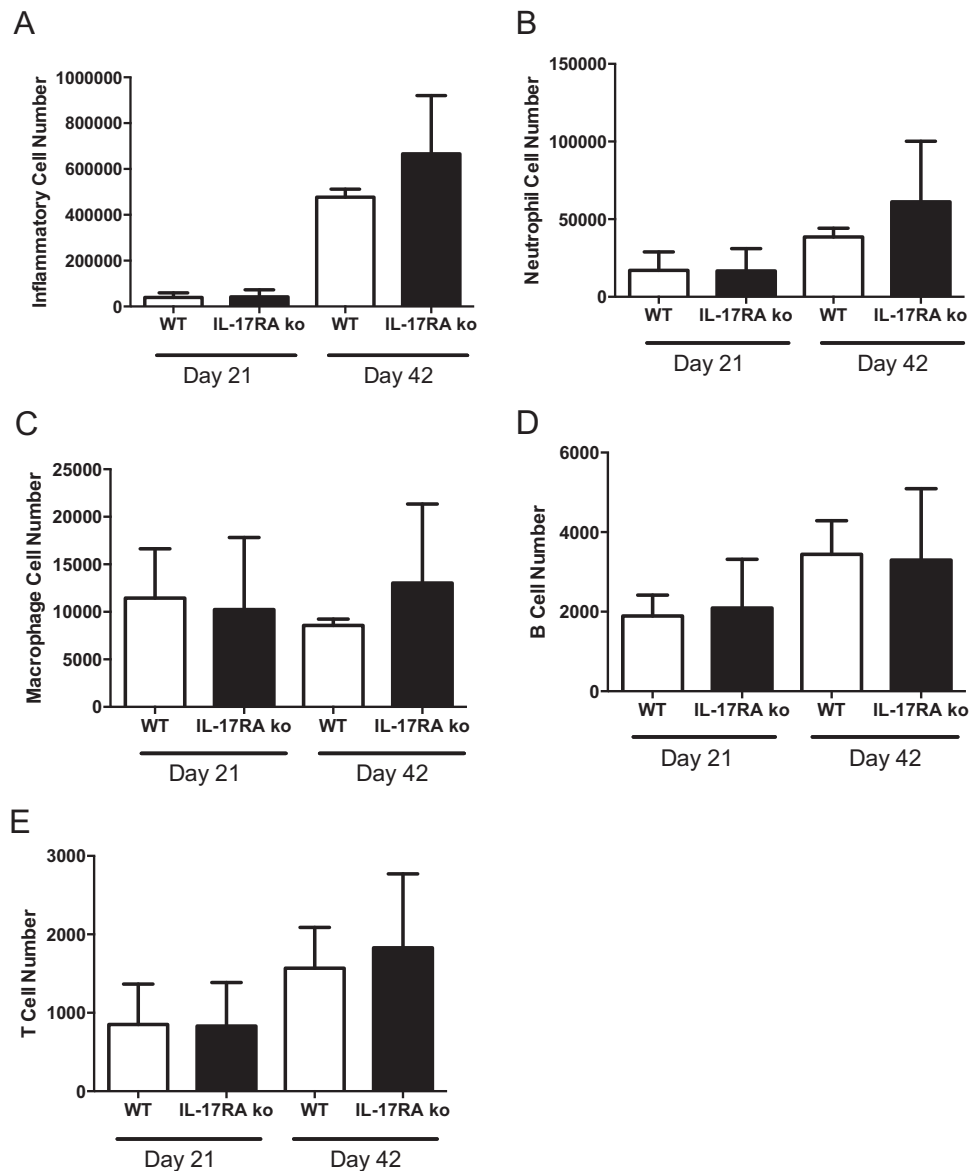 A
Inflammatory Cell Number
1000000
800000
600000
400000
200000
0
WT IL-17RA ko WT IL-17RA ko
Day 21 Day 42
B
Neutrophil Cell Number
150000
100000
50000
0
WT IL-17RA ko WT IL-17RA ko
Day 21 Day 42
C
Macrophage Cell Number
25000
20000
15000
10000
5000
0
WT IL-17RA ko WT IL-17RA ko
Day 21 Day 42
D
B Cell Number
6000
4000
2000
0
WT IL-17RA ko WT IL-17RA ko
Day 21 Day 42
E
T Cell Number
3000
2000
1000
0
WT IL-17RA ko WT IL-17RA ko
Day 21 Day 42